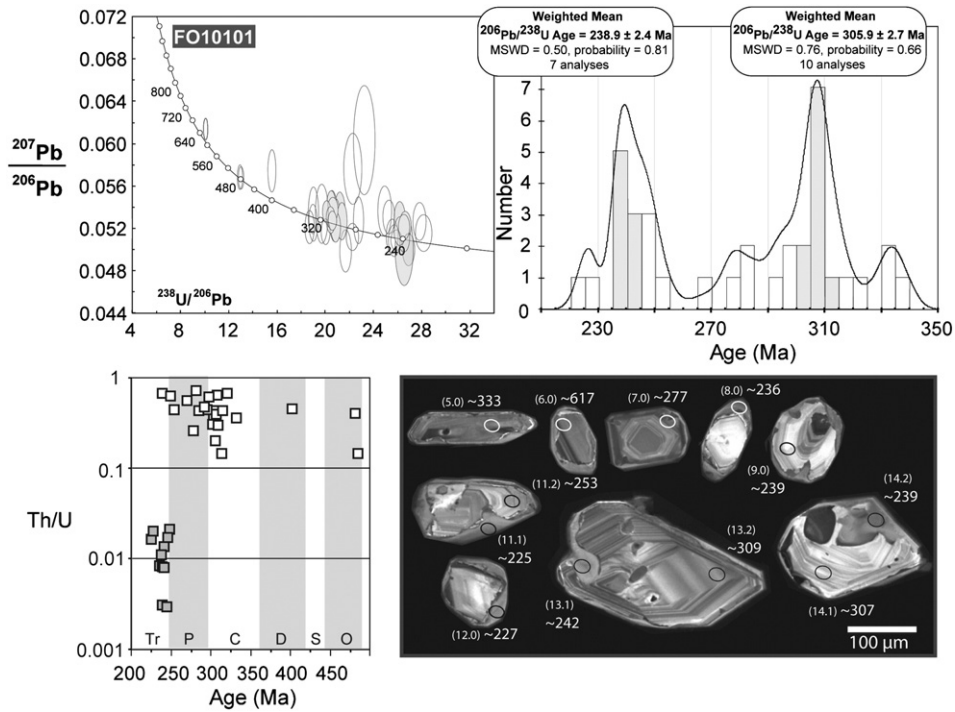 FO10101
0.072
0.068
0.064
0.060
0.056
0.052
0.048
0.044
207Pb
206Pb
800
720
640
560
480
400
320
240
238U/206Pb
4 8 12 16 20 24 28 32
Weighted Mean
206Pb/238U Age = 238.9 ± 2.4 Ma
MSWD = 0.50, probability = 0.81
7 analyses
Weighted Mean
206Pb/238U Age = 305.9 ± 2.7 Ma
MSWD = 0.76, probability = 0.66
10 analyses
Number
7
6
5
4
3
2
1
0
230 270 310 350
Age (Ma)
1
0.1
Th/U
0.01
0.001
Tr P C D S O
200 250 300 350 400 450
Age (Ma)
(5.0) ~333
(6.0) ~617
(7.0) ~277
(8.0) ~236
(9.0)
~239
(11.2) ~253
(11.1)
~225
(12.0) ~227
(13.2)
~309
(13.1)
~242
(14.2)
~239
(14.1) ~307
100 µm